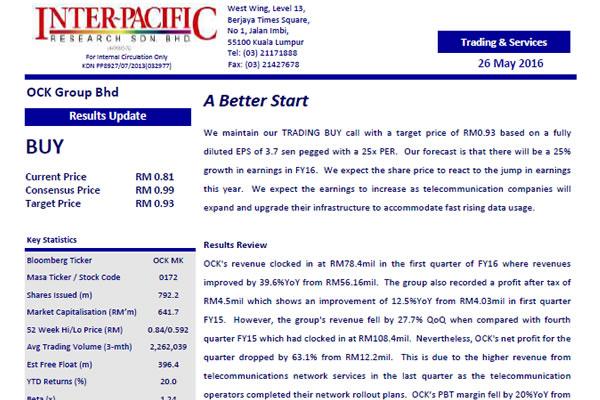 INTER-PACIFIC
RESEARCH SDN BHD
For Internal Circulation Only
KDN PP8927/07/2013(032977)
West Wing, Level 13,
Berjaya Times Square,
No 1, Jalan Imbi,
55100 Kuala Lumpur
Tel: (03) 21171888
Fax: (03) 21427678
Trading & Services
26 May 2016
OCK Group Bhd
Results Update
BUY
Current Price RM 0.81
Consensus Price RM 0.99
Target Price RM 0.93
Key Statistics
Bloomberg Ticker OCK MK
Masa Ticker / Stock Code 0172
Shares Issued (m) 792.2
Market Capitalisation (RM'm) 641.7
52 Week Hi/Lo Price (RM) 0.84/0.592
Avg Trading Volume (3-mth) 2,262,039
Est Free Float (m) 396.4
YTD Returns (%) 20.0
Beta (x) 1.24
A Better Start
We maintain our TRADING BUY call with a target price of RM0.93 based on a fully
diluted EPS of 3.7 sen pegged with a 25x PER. Our forecast is that there will be a 25%
growth in earnings in FY16. We expect the share price to react to the jump in earnings
this year. We expect the earnings to increase as telecommunication companies will
expand and upgrade their infrastructure to accommodate fast rising data usage.
Results Review
OCK's revenue clocked in at RM78.4mil in the first quarter of FY16 where revenues
improved by 39.6%YoY from RM56.16mil. The group also recorded a profit after tax of
RM4.5mil which shows an improvement of 12.5%YoY from RM4.03mil in first quarter
FY15. However, the group's revenue fell by 27.7% QoQ when compared with fourth
quarter FY15 which had clocked in at RM108.4mil. Nevertheless, OCK's net profit for the
quarter dropped by 63.1% from RM12.2mil. This is due to the higher revenue from
telecommunications network services in the last quarter as the telecommunication
operators completed their network rollout plans. OCK's PBT margin fell by 20%YoY from